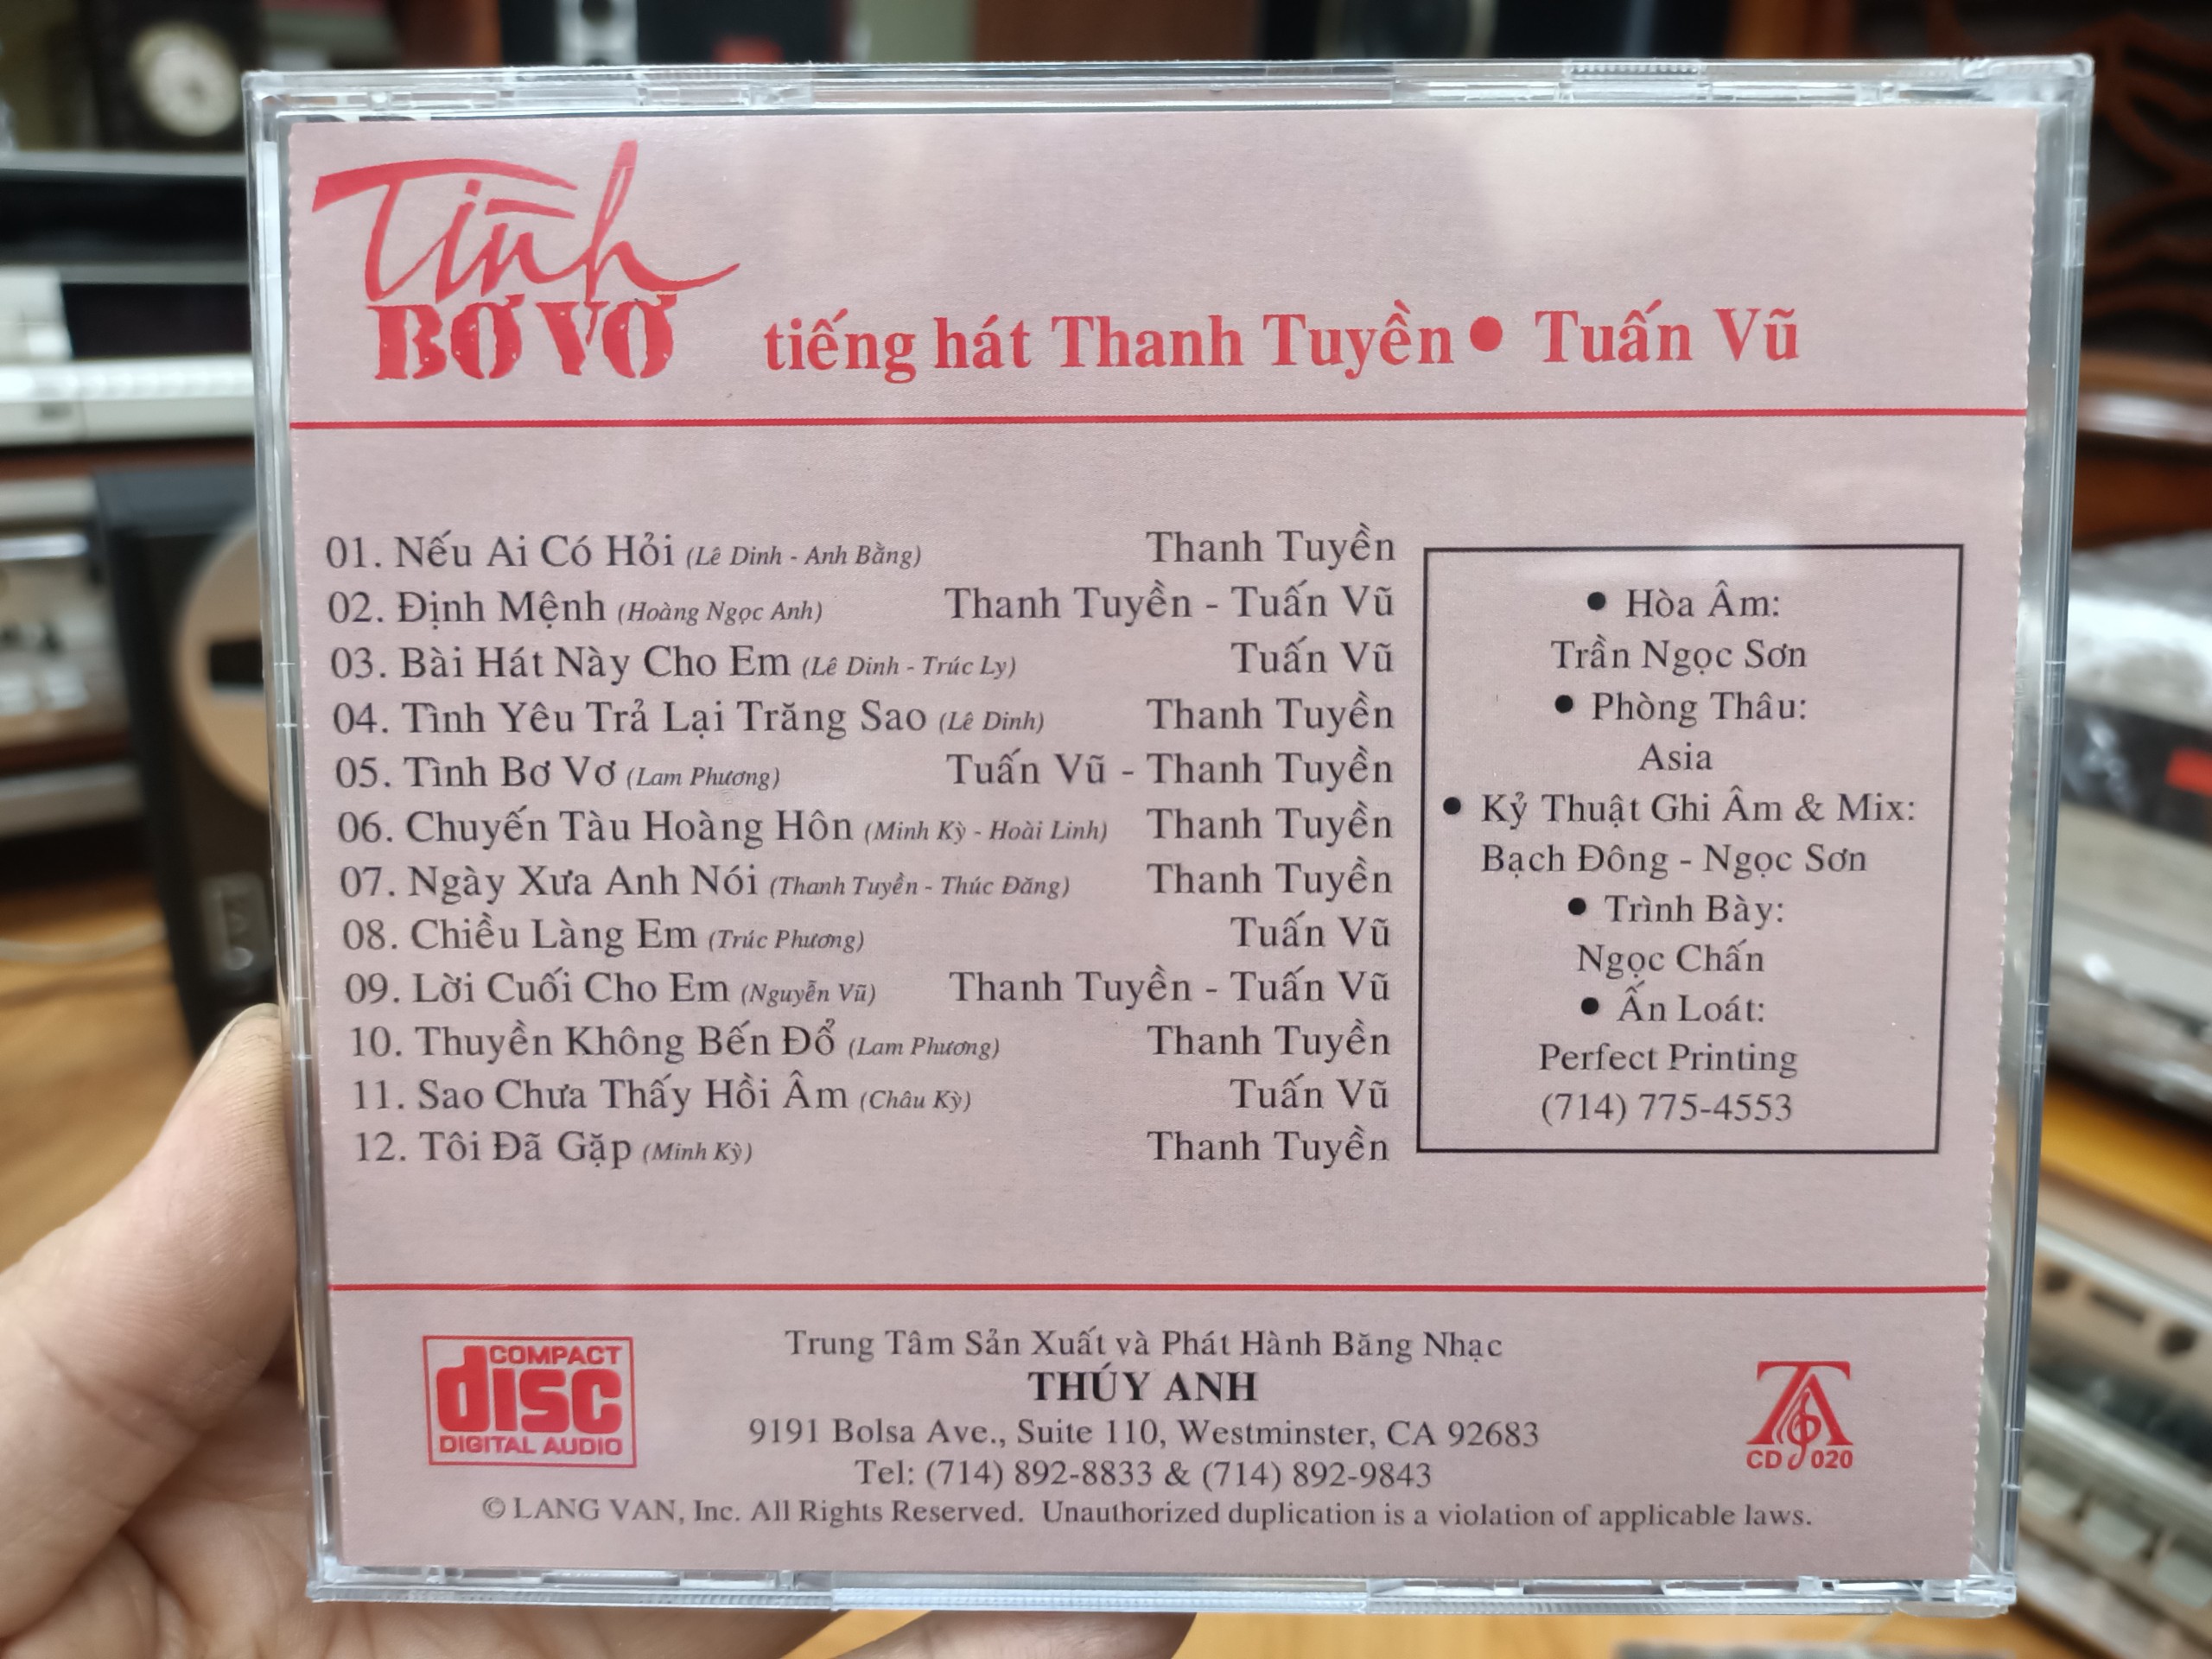 Tình
BƠ VƠ
tiếng hát Thanh Tuyền • Tuấn Vũ
01. Nếu Ai Có Hỏi (Lê Dinh - Anh Bằng) Thanh Tuyền
02. Định Mệnh (Hoàng Ngọc Anh) Thanh Tuyền - Tuấn Vũ
03. Bài Hát Này Cho Em (Lê Dinh - Trúc Ly) Tuấn Vũ
04. Tình Yêu Trả Lại Trăng Sao (Lê Dinh) Thanh Tuyền
05. Tình Bơ Vơ (Lam Phương) Tuấn Vũ - Thanh Tuyền
06. Chuyến Tàu Hoàng Hôn (Minh Kỳ - Hoài Linh) Thanh Tuyền
07. Ngày Xưa Anh Nói (Thanh Tuyền - Thúc Đăng) Thanh Tuyền
08. Chiều Làng Em (Trúc Phương) Tuấn Vũ
09. Lời Cuối Cho Em (Nguyễn Vũ) Thanh Tuyền - Tuấn Vũ
10. Thuyền Không Bến Đổ (Lam Phương) Thanh Tuyền
11. Sao Chưa Thấy Hồi Âm (Châu Kỳ) Tuấn Vũ
12. Tôi Đã Gặp (Minh Kỳ) Thanh Tuyền
• Hòa Âm:
Trần Ngọc Sơn
• Phòng Thâu:
Asia
• Kỷ Thuật Ghi Âm & Mix:
Bạch Đông - Ngọc Sơn
• Trình Bày:
Ngọc Chấn
• Ấn Loát:
Perfect Printing
(714) 775-4553
COMPACT
disc
DIGITAL AUDIO
Trung Tâm Sản Xuất và Phát Hành Băng Nhạc
THÚY ANH
9191 Bolsa Ave., Suite 110, Westminster, CA 92683
Tel: (714) 892-8833 & (714) 892-9843
© LANG VAN, Inc. All Rights Reserved. Unauthorized duplication is a violation of applicable laws.
TA
CD 020